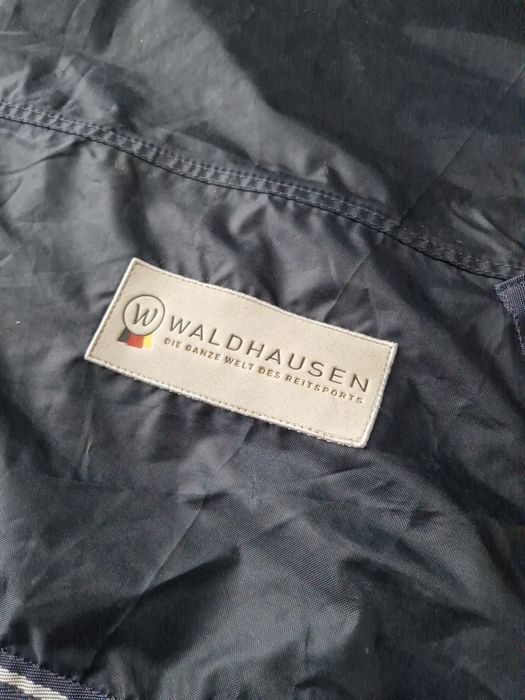 W WALDHAUSEN
DIE GANZE WELT DES REITSPORTS